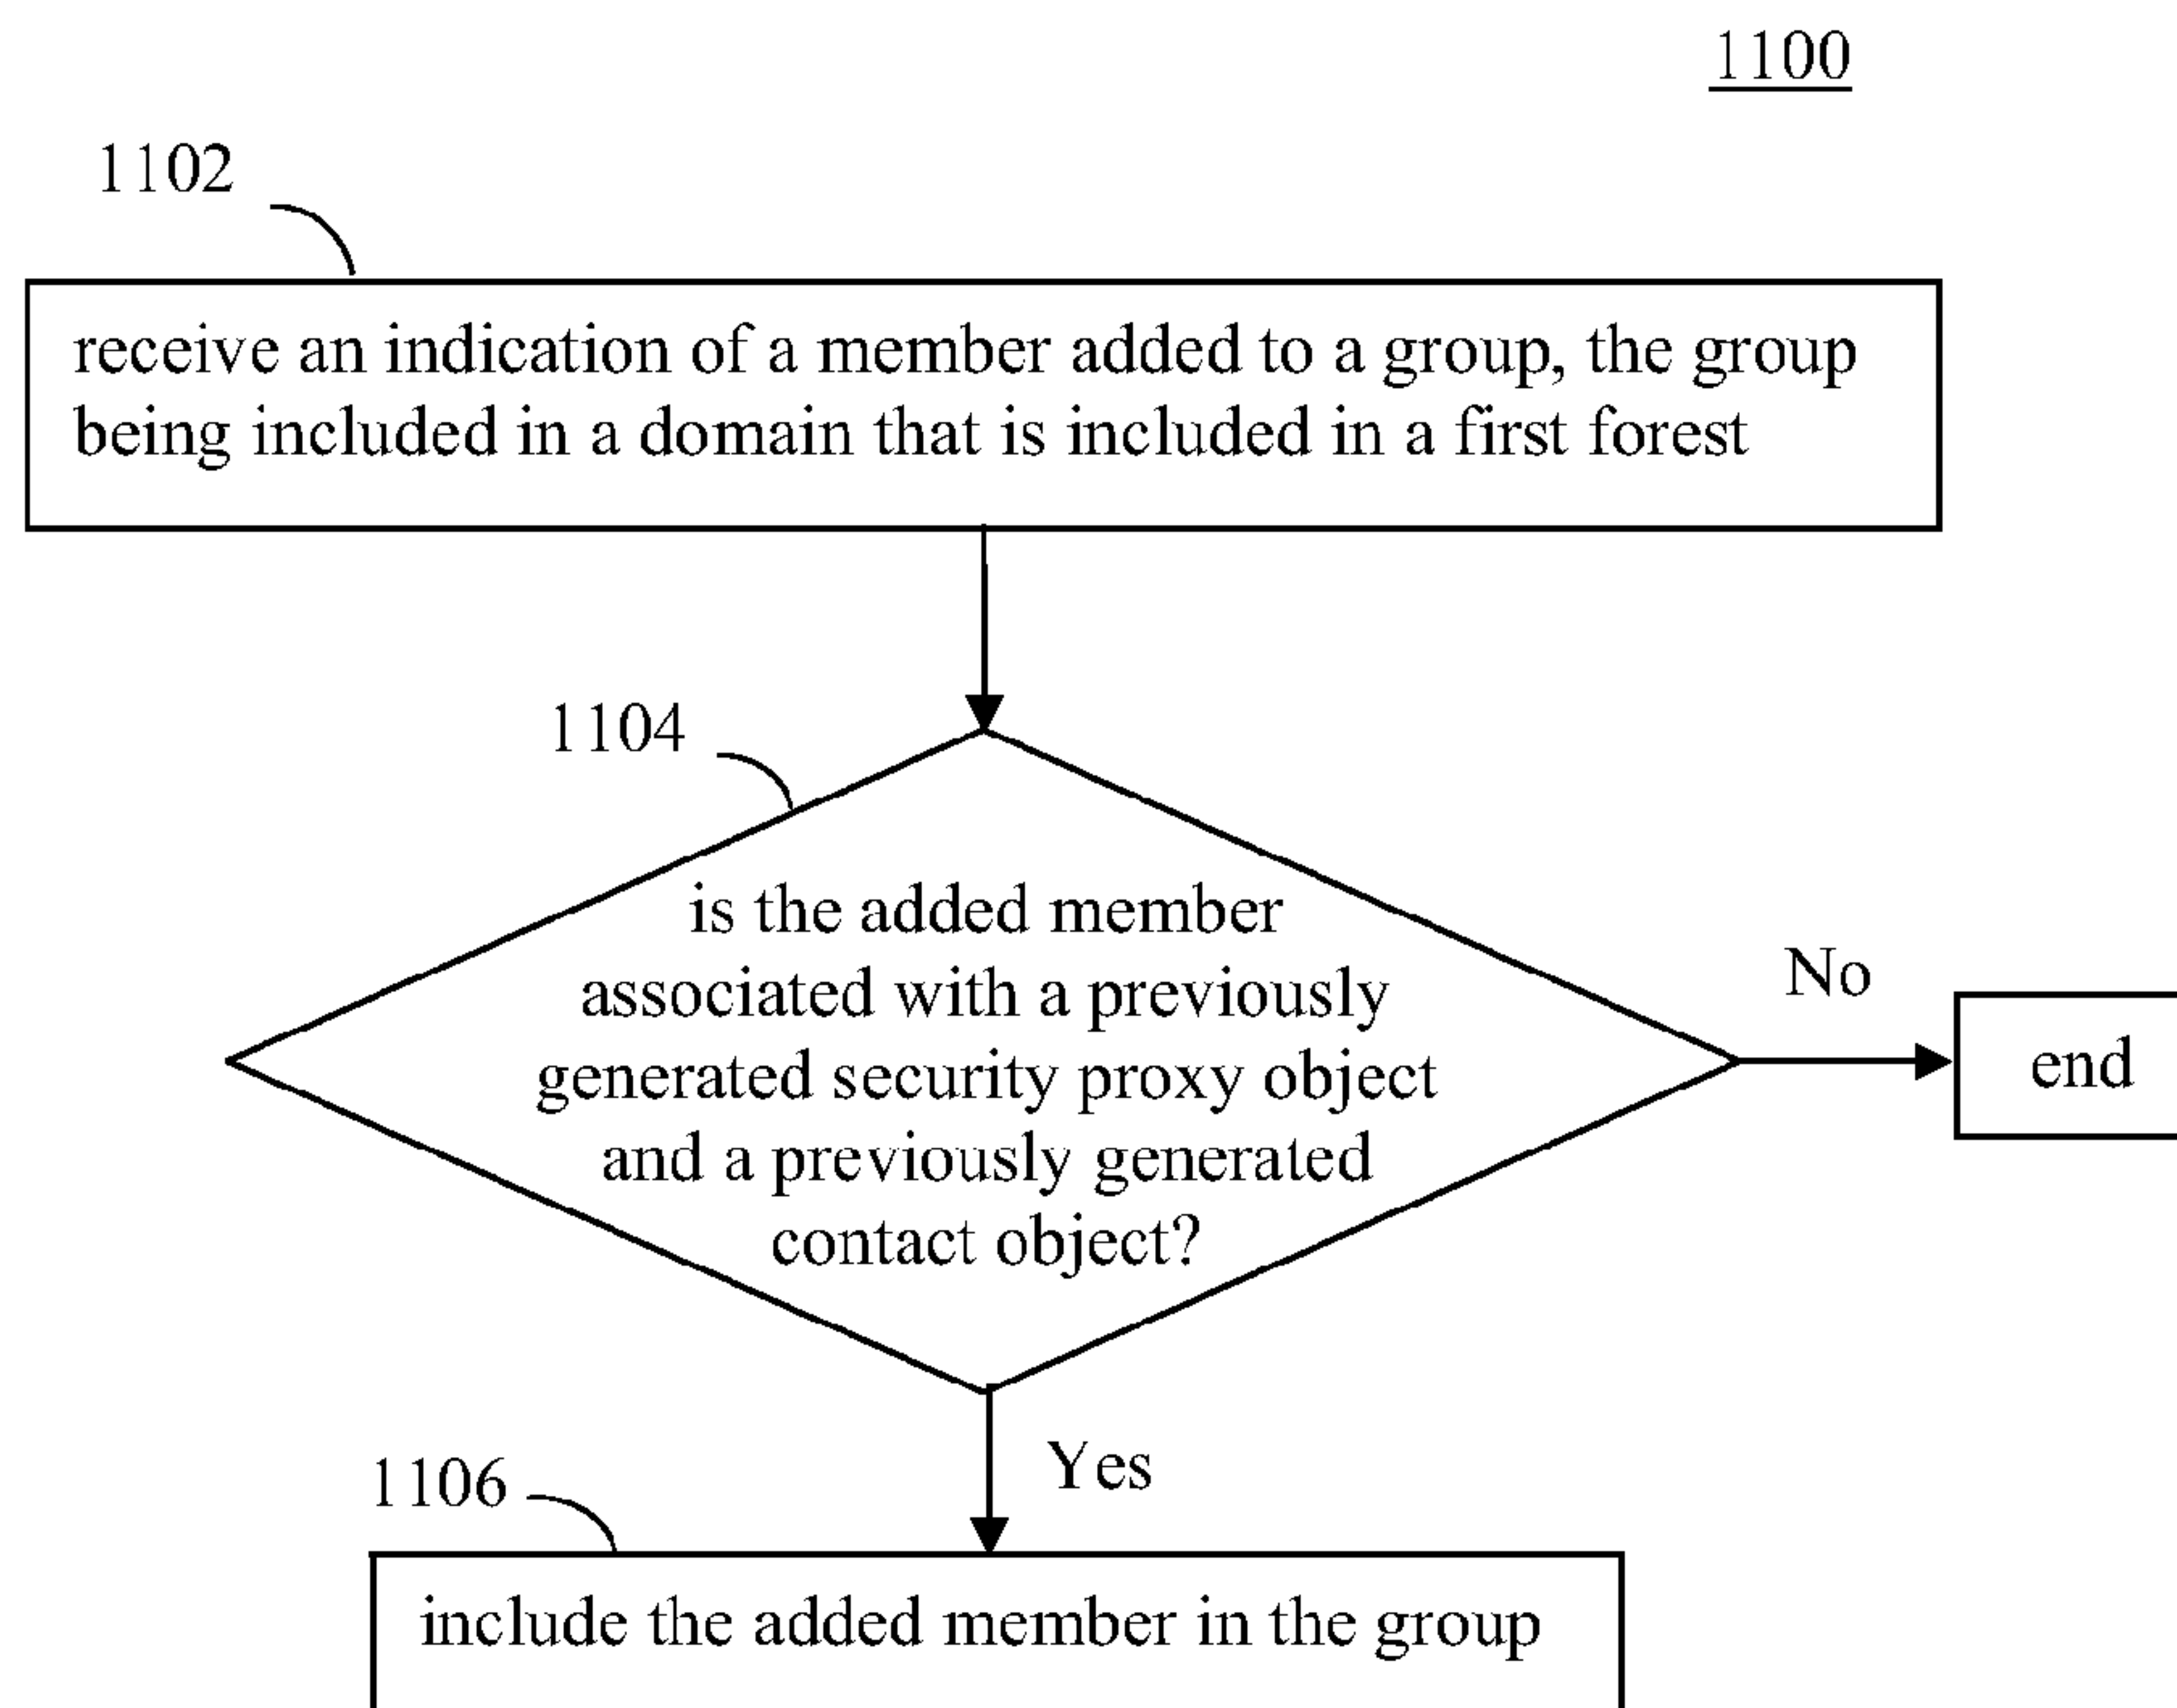 1100
1102
receive an indication of a member added to a group, the group
being included in a domain that is included in a first forest
1104
is the added member
associated with a previously
generated security proxy object
and a previously generated
contact object?
No
end
Yes
1106
include the added member in the group